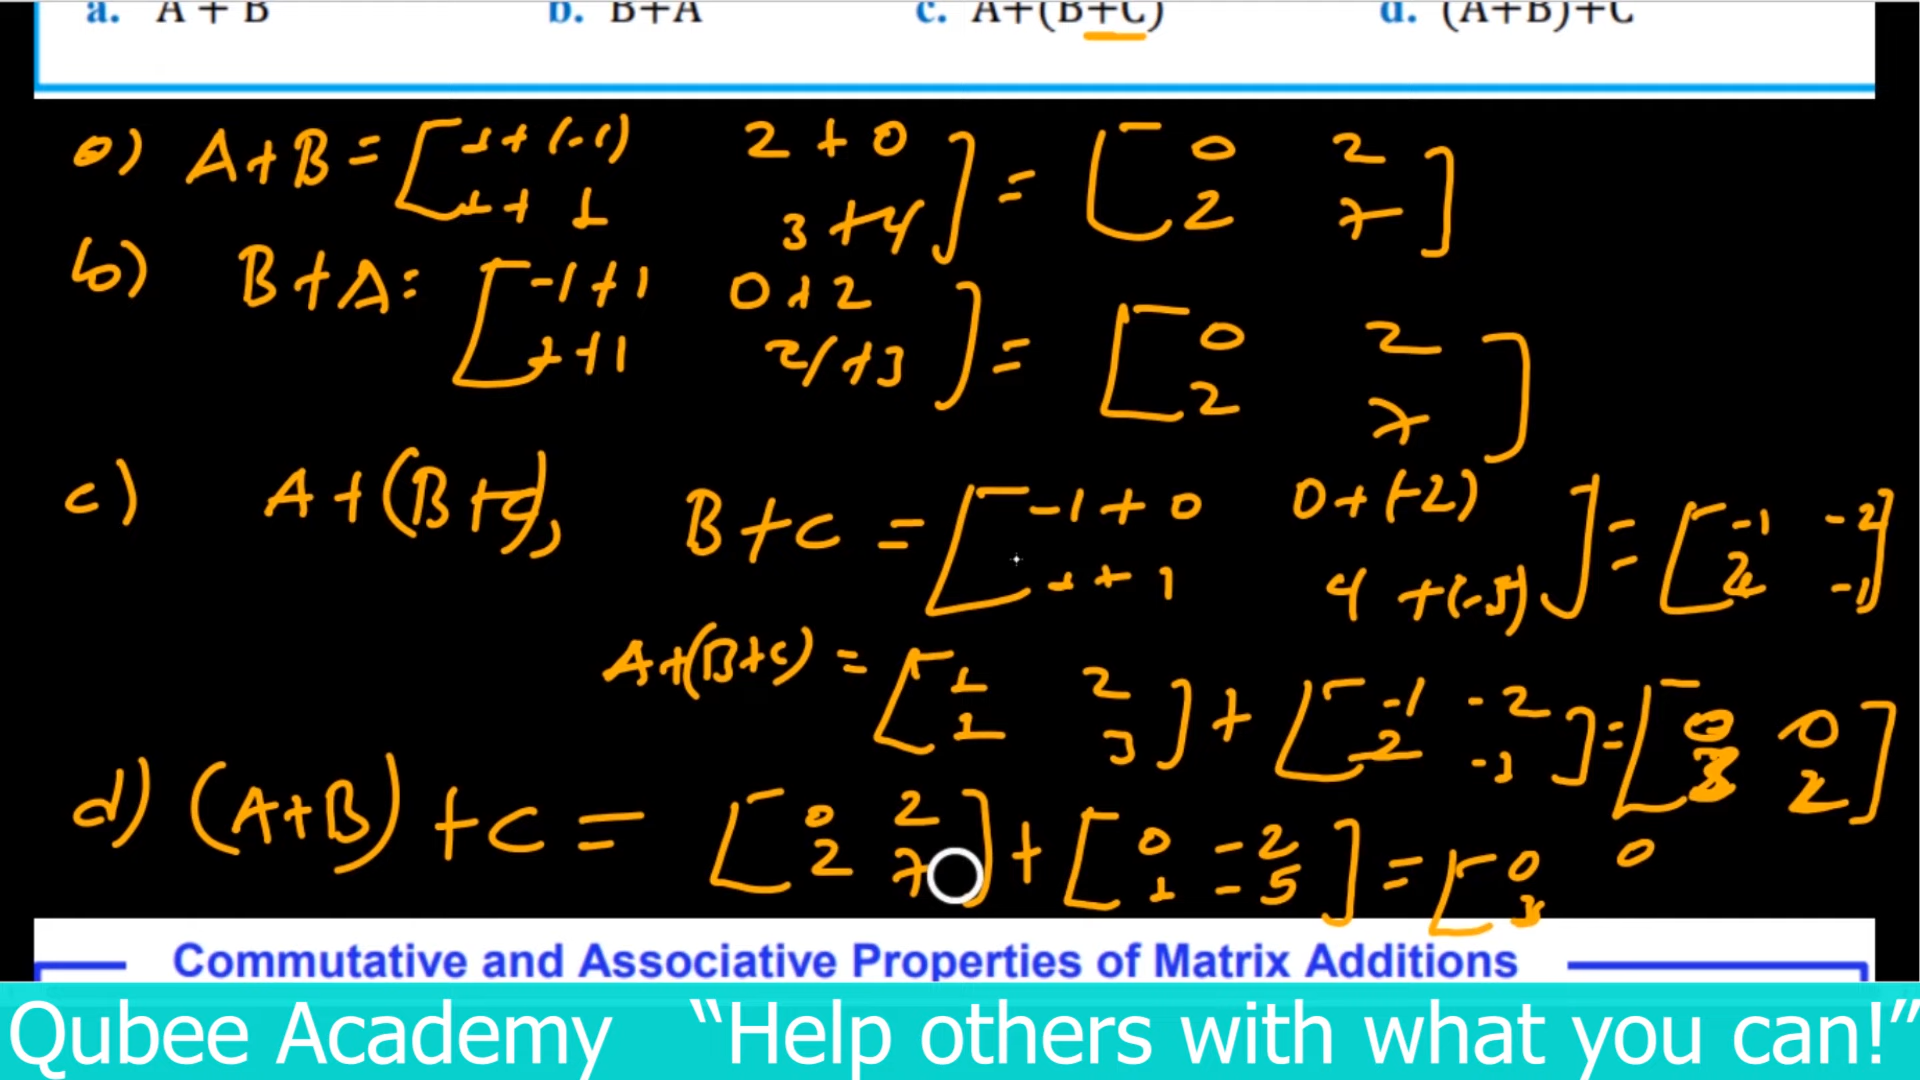 a. A + B b. B+A c. A+(B+C) d. (A+B)+C
a) A+B = [1+(-1) 2+0] = [0 2]
[1+1 3+4] [2 7]
b) B+A = [-1+1 0+2] = [0 2]
[1+1 4+3] [2 7]
c) A+(B+C), B+C = [-1+0 0+(-2)] = [-1 -2]
[1+1 4+(-5)] [2 -1]
A+(B+C) = [1 2] + [-1 -2] = [0 0]
[1 3] [2 -1] [3 2]
d) (A+B)+C = [0 2] + [0 -2] = [0 0
[2 7] [1 -5] [3
Commutative and Associative Properties of Matrix Additions
Qubee Academy “Help others with what you can!”